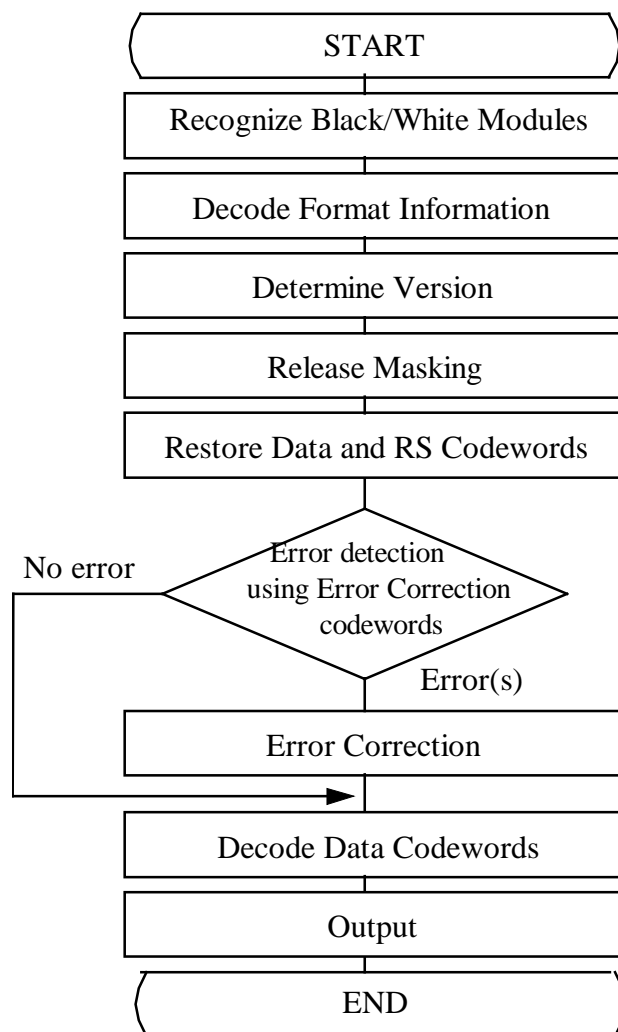 START
Recognize Black/White Modules
Decode Format Information
Determine Version
Release Masking
Restore Data and RS Codewords
No error
Error detection
using Error Correction
codewords
Error(s)
Error Correction
Decode Data Codewords
Output
END